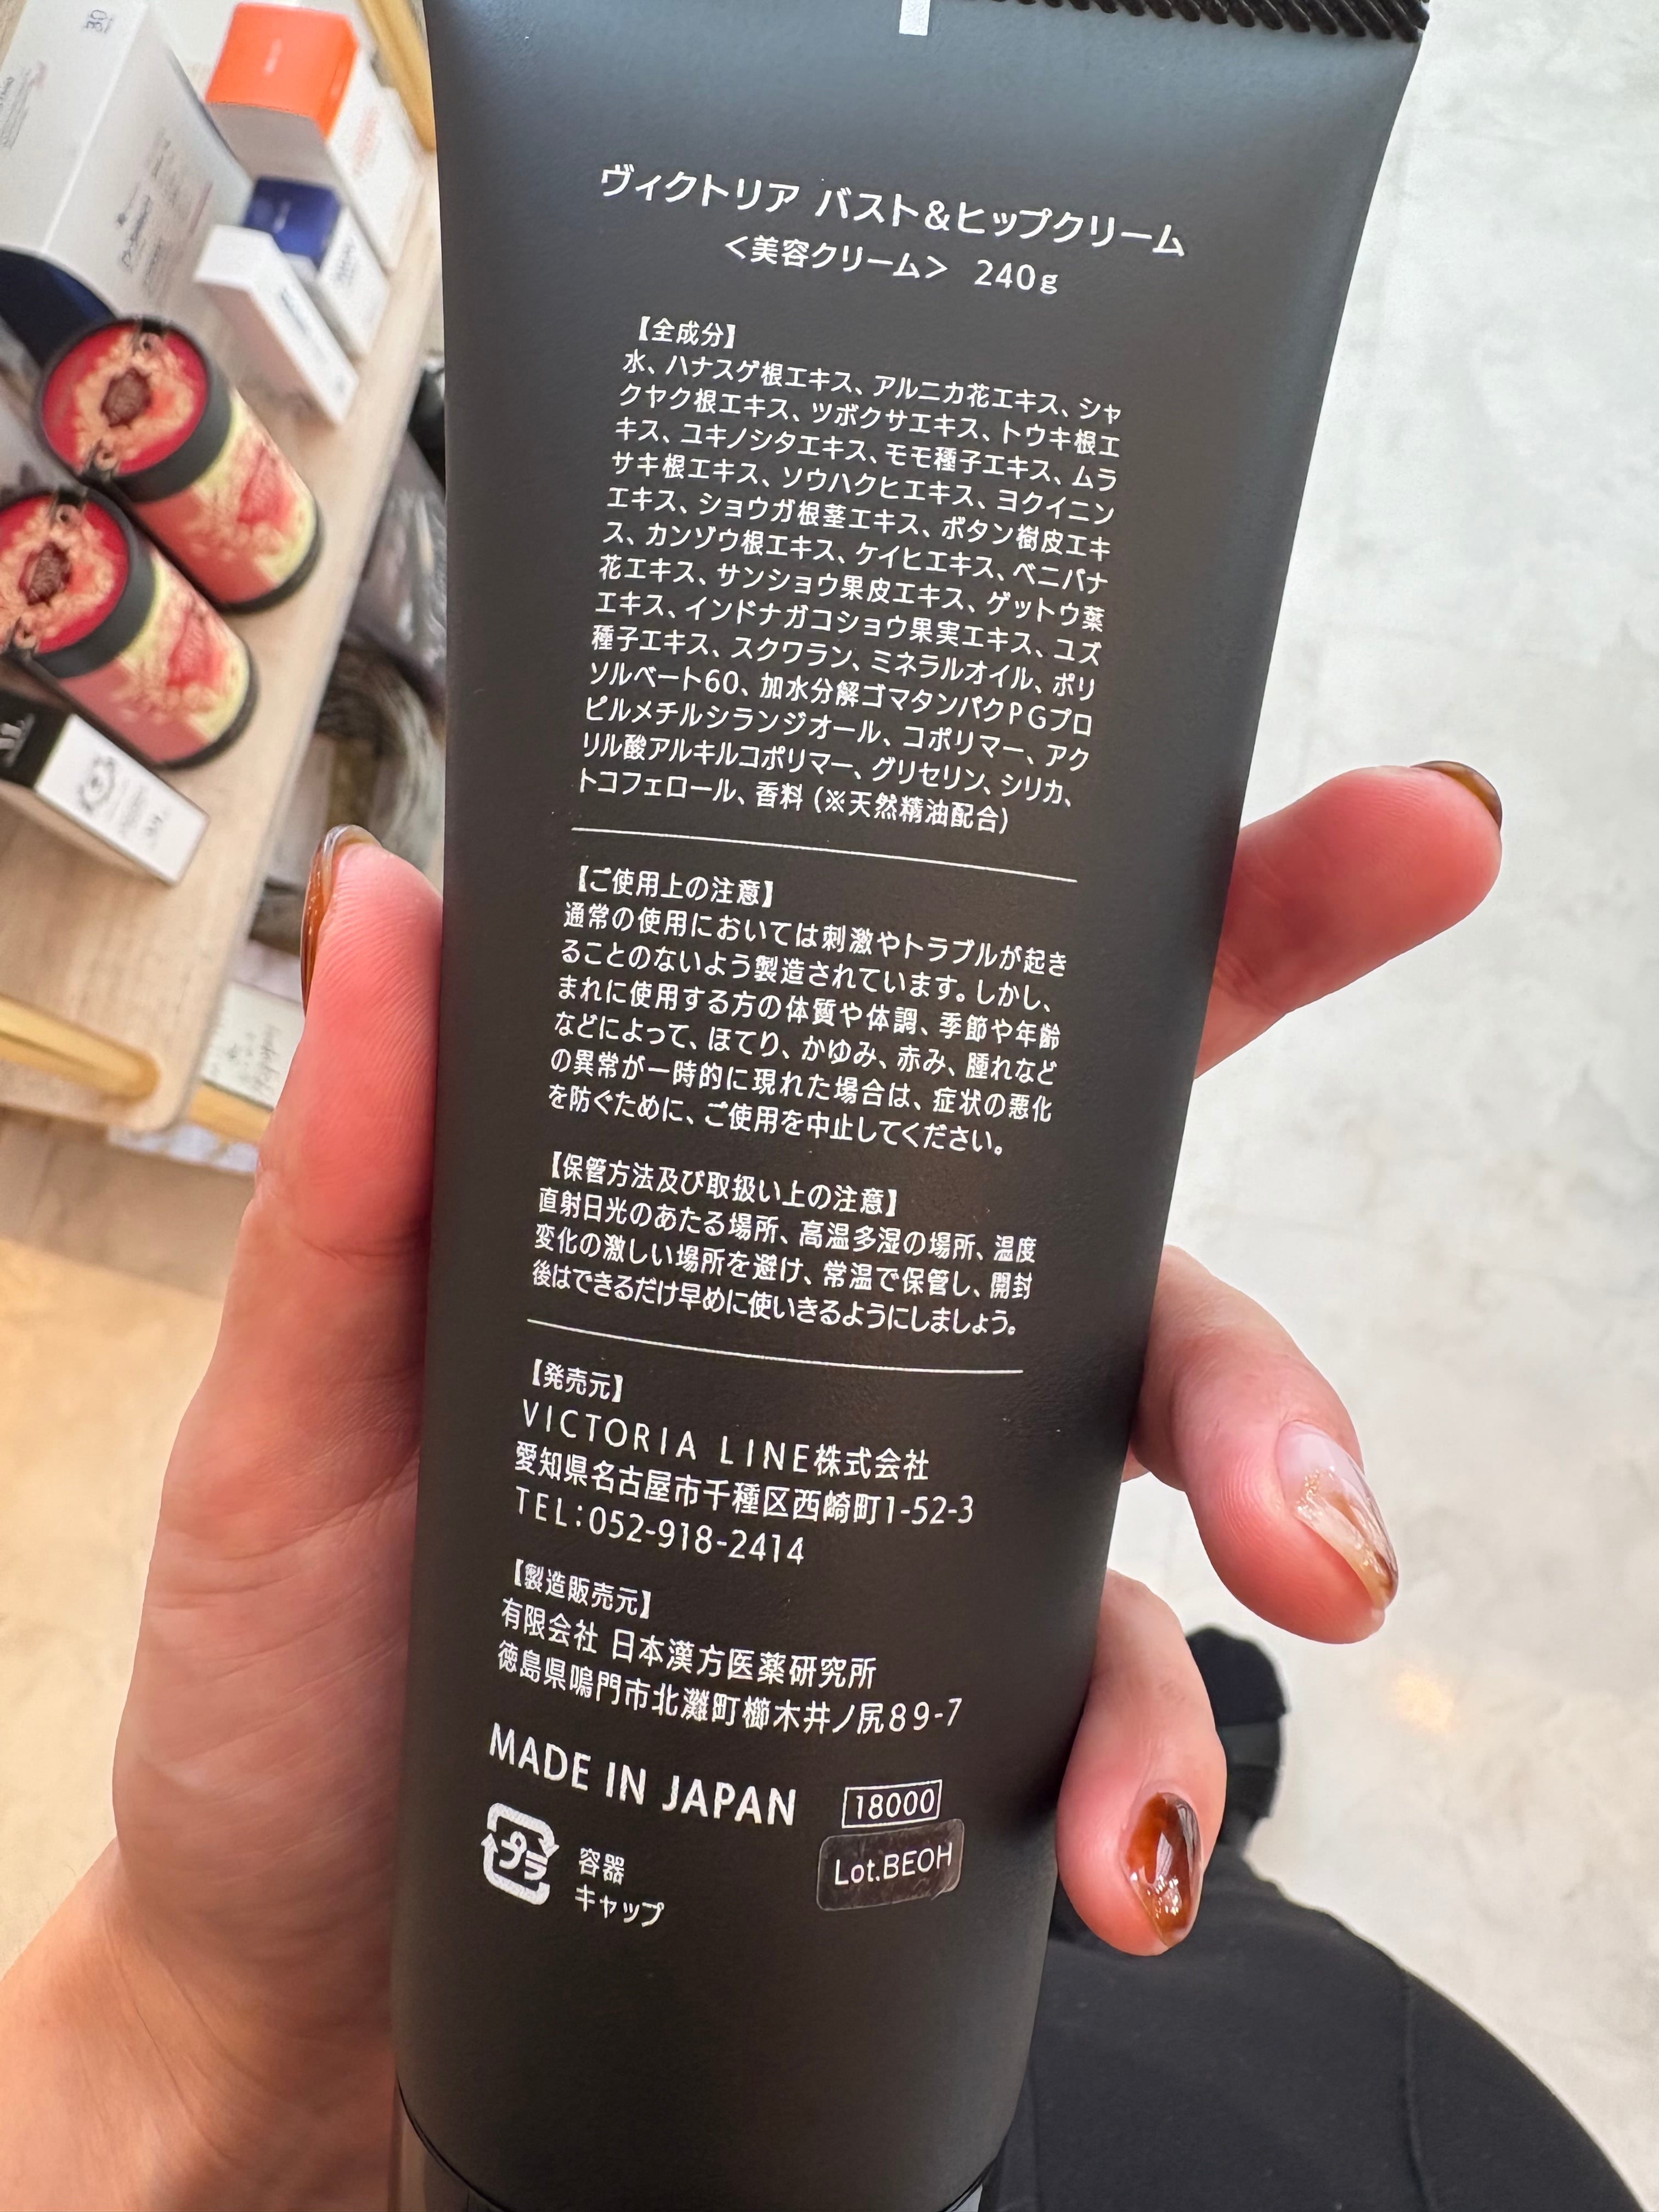 ヴィクトリア バスト&ヒップクリーム
＜美容クリーム＞ 240g
【全成分】
水、ハナスゲ根エキス、アルニカ花エキス、シャ
クヤク根エキス、ツボクサエキス、トウキ根エ
キス、ユキノシタエキス、モモ種子エキス、ムラ
サキ根エキス、ソウハクヒエキス、ヨクイニン
エキス、ショウガ根茎エキス、ボタン樹皮エキ
ス、カンゾウ根エキス、ケイヒエキス、ベニバナ
花エキス、サンショウ果皮エキス、ゲットウ葉
エキス、インドナガコショウ果実エキス、ユズ
種子エキス、スクワラン、ミネラルオイル、ポリ
ソルベート60、加水分解ゴマタンパクPGプロ
ピルメチルシランジオール、コポリマー、アク
リル酸アルキルコポリマー、グリセリン、シリカ、
トコフェロール、香料(※天然精油配合)
【ご使用上の注意】
通常の使用においては刺激やトラブルが起き
ることのないよう製造されています。しかし、
まれに使用する方の体質や体調、季節や年齢
などによって、ほてり、かゆみ、赤み、腫れなど
の異常が一時的に現れた場合は、症状の悪化
を防ぐために、ご使用を中止してください。
【保管方法及び取扱い上の注意】
直射日光のあたる場所、高温多湿の場所、温度
変化の激しい場所を避け、常温で保管し、開封
後はできるだけ早めに使いきるようにしましょう。
【発売元】
VICTORIA LINE株式会社
愛知県名古屋市千種区西崎町1-52-3
TEL:052-918-2414
【製造販売元】
有限会社 日本漢方医薬研究所
徳島県鳴門市北灘町櫛木井ノ尻89-7
MADE IN JAPAN
18000
Lot.BEOH
プラ
容器
キャップ